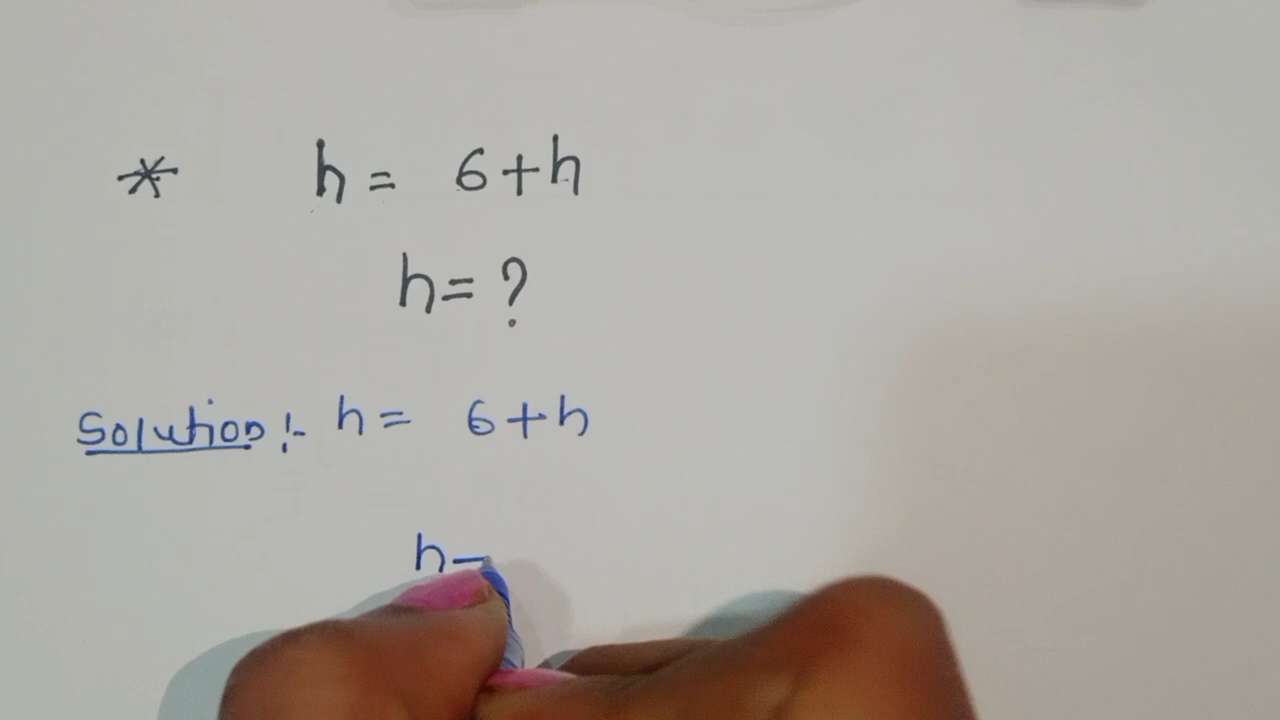 * h = 6+h
h = ?
Solution :- h = 6+h
h-